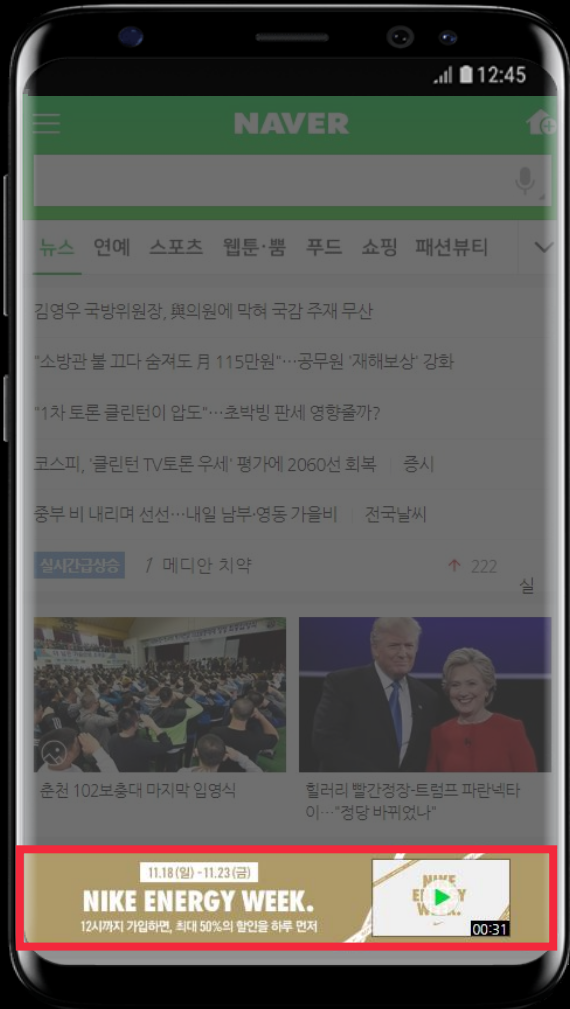 12:45
NAVER
뉴스 연예 스포츠 웹툰·뿜 푸드 쇼핑 패션뷰티
김영우 국방위원장, 與의원에 막혀 국감 주재 무산
"소방관 불 끄다 숨져도 月 115만원"…공무원 '재해보상' 강화
"1차 토론 클린턴이 압도"…초박빙 판세 영향줄까?
코스피, '클린턴 TV토론 우세' 평가에 2060선 회복 증시
중부 비 내리며 선선…내일 남부·영동 가을비 전국날씨
실시간급상승 1 메디안 치약 222
실
춘천 102보충대 마지막 입영식
힐러리 빨간정장-트럼프 파란넥타
이…"정당 바뀌었나"
11.18 (일) - 11.23 (금)
NIKE ENERGY WEEK.
12시까지 가입하면, 최대 50%의 할인을 하루 먼저
NIKE
ENERGY
WEEK.
00:31